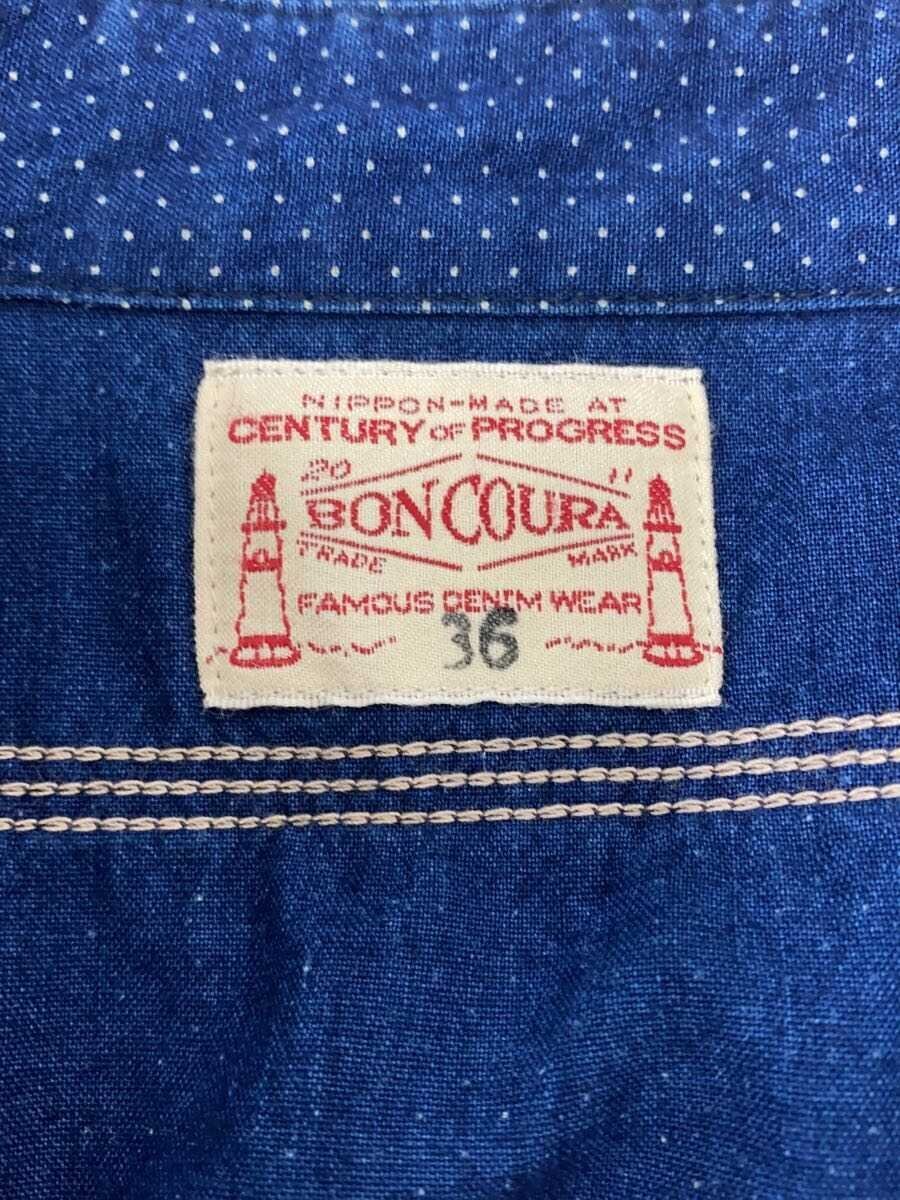 NIPPON-MADE AT
CENTURY OF PROGRESS
20 11
BONCOURA
TRADE MARK
FAMOUS DENIM WEAR
36